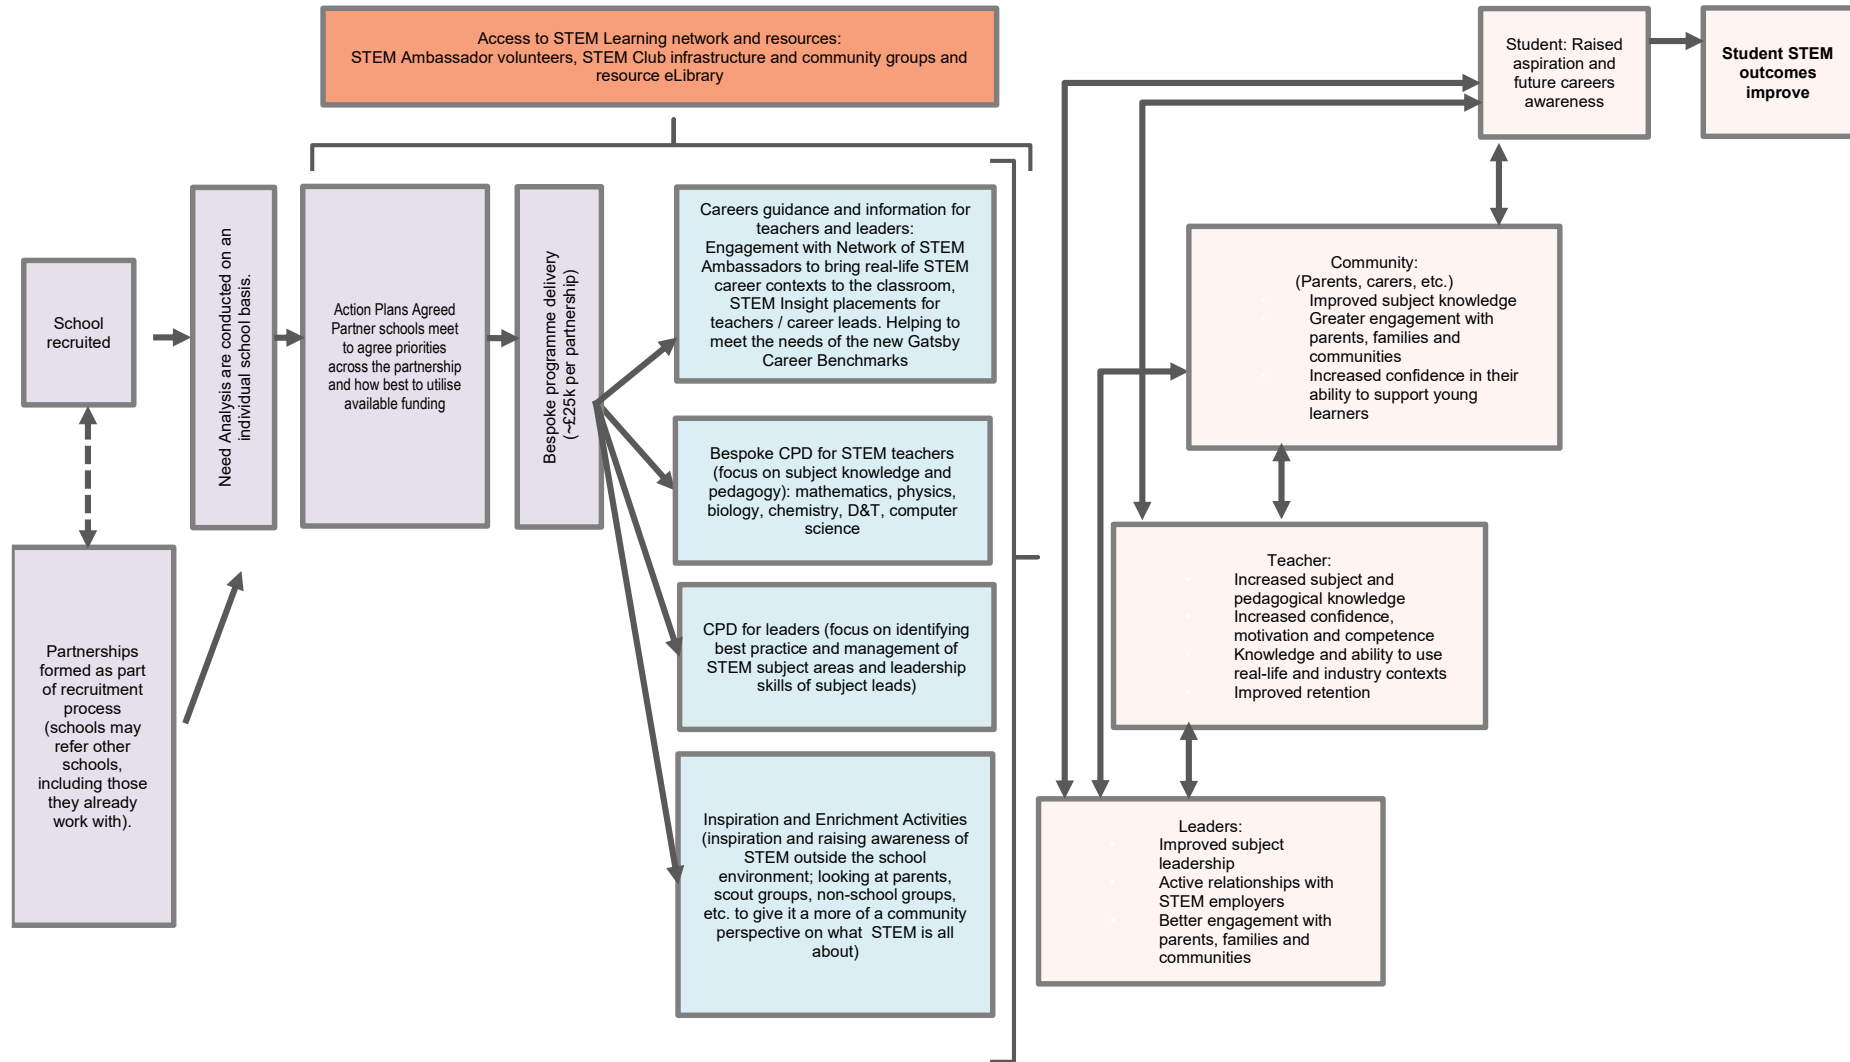 Access to STEM Learning network and resources:
STEM Ambassador volunteers, STEM Club infrastructure and community groups and
resource eLibrary
School
recruited
Partnerships
formed as part
of recruitment
process
(schools may
refer other
schools,
including those
they already
work with).
Need Analysis are conducted on an
individual school basis.
Action Plans Agreed
Partner schools meet
to agree priorities
across the partnership
and how best to utilise
available funding
Bespoke programme delivery
(~£25k per partnership)
Careers guidance and information for
teachers and leaders:
Engagement with Network of STEM
Ambassadors to bring real-life STEM
career contexts to the classroom,
STEM Insight placements for
teachers / career leads. Helping to
meet the needs of the new Gatsby
Career Benchmarks
Bespoke CPD for STEM teachers
(focus on subject knowledge and
pedagogy): mathematics, physics,
biology, chemistry, D&T, computer
science
CPD for leaders (focus on identifying
best practice and management of
STEM subject areas and leadership
skills of subject leads)
Inspiration and Enrichment Activities
(inspiration and raising awareness of
STEM outside the school
environment; looking at parents,
scout groups, non-school groups,
etc. to give it a more of a community
perspective on what STEM is all
about)
Student: Raised
aspiration and
future careers
awareness
Student STEM
outcomes
improve
Community:
(Parents, carers, etc.)
Improved subject knowledge
Greater engagement with
parents, families and
communities
Increased confidence in their
ability to support young
learners
Teacher:
Increased subject and
pedagogical knowledge
Increased confidence,
motivation and competence
Knowledge and ability to use
real-life and industry contexts
Improved retention
Leaders:
Improved subject
leadership
Active relationships with
STEM employers
Better engagement with
parents, families and
communities